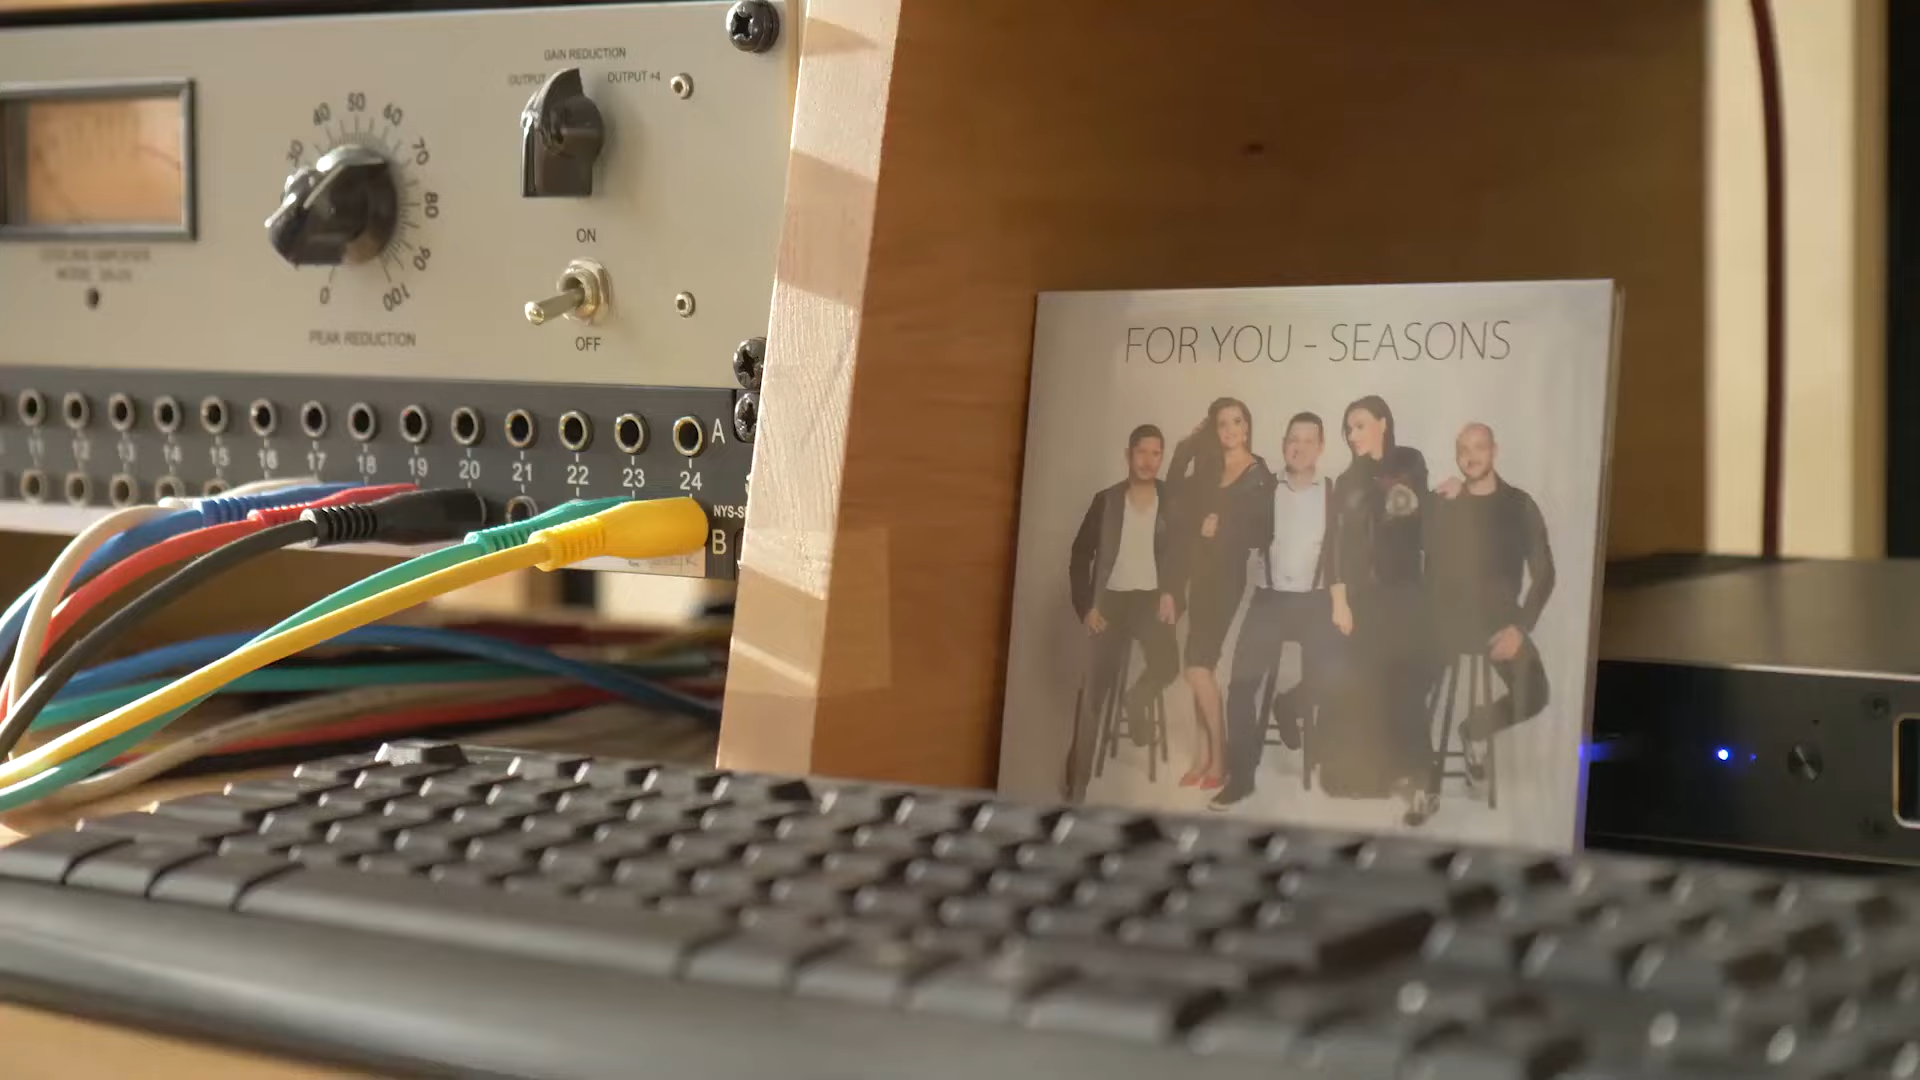 GAIN REDUCTION
OUTPUT
OUTPUT +4
30
40
50
60
70
80
90
100
0
PEAK REDUCTION
ON
OFF
11 12 13 14 15 16 17 18 19 20 21 22 23 24
A
B
FOR YOU - SEASONS